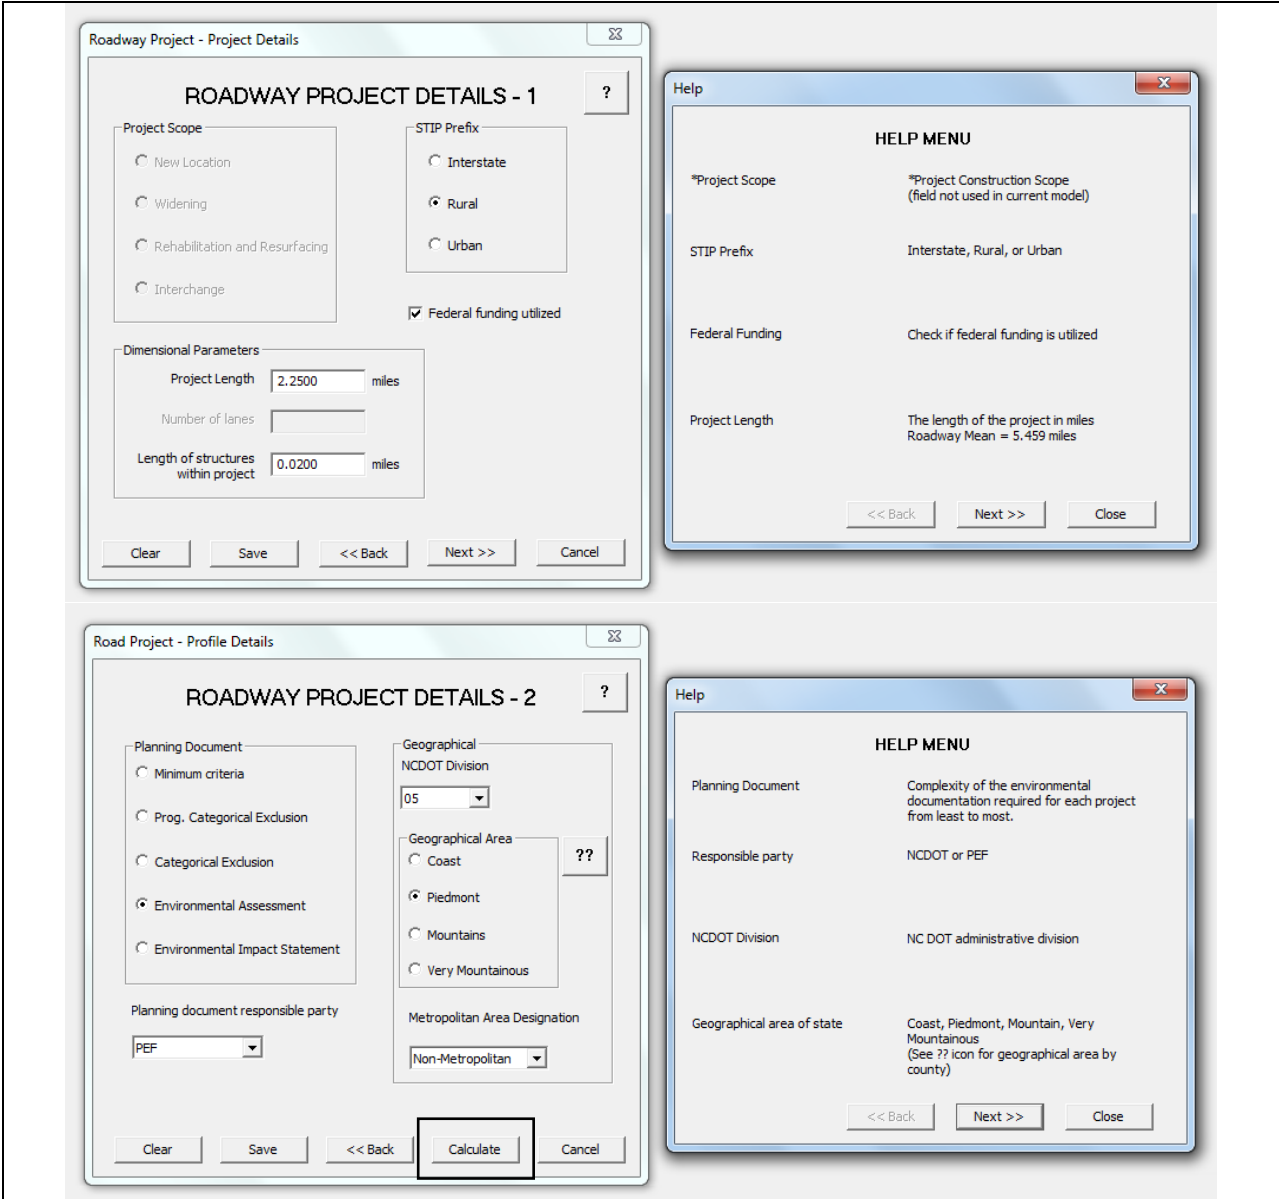 Roadway Project - Project Details
ROADWAY PROJECT DETAILS - 1
?
Project Scope
New Location
Widening
Rehabilitation and Resurfacing
Interchange
STIP Prefix
Interstate
Rural
Urban
Federal funding utilized
Dimensional Parameters
Project Length 2.2500 miles
Number of lanes
Length of structures
within project 0.0200 miles
Clear Save << Back Next >> Cancel
Help
HELP MENU
*Project Scope *Project Construction Scope
(field not used in current model)
STIP Prefix Interstate, Rural, or Urban
Federal Funding Check if federal funding is utilized
Project Length The length of the project in miles
Roadway Mean = 5.459 miles
<< Back Next >> Close
Road Project - Profile Details
ROADWAY PROJECT DETAILS - 2
?
Planning Document
Minimum criteria
Prog. Categorical Exclusion
Categorical Exclusion
Environmental Assessment
Environmental Impact Statement
Planning document responsible party
PEF
Geographical
NCDOT Division
05
Geographical Area
??
Coast
Piedmont
Mountains
Very Mountainous
Metropolitan Area Designation
Non-Metropolitan
Clear Save << Back Calculate Cancel
Help
HELP MENU
Planning Document Complexity of the environmental
documentation required for each project
from least to most.
Responsible party NCDOT or PEF
NCDOT Division NC DOT administrative division
Geographical area of state Coast, Piedmont, Mountain, Very
Mountainous
(See ?? icon for geographical area by
county)
<< Back Next >> Close